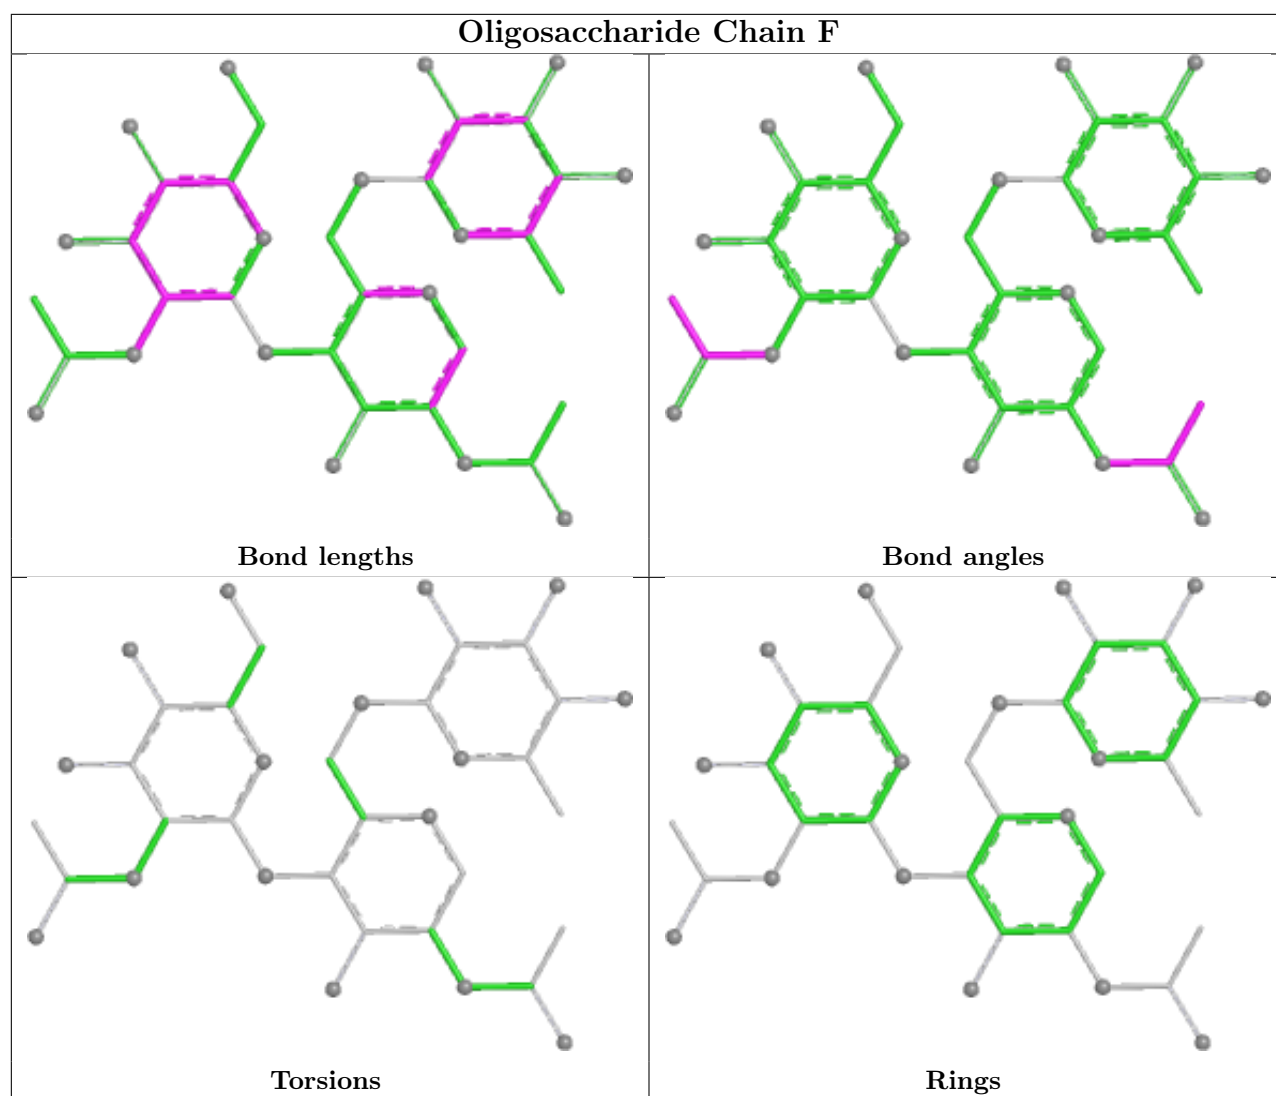 Oligosaccharide Chain F
Bond lengths
Bond angles
Torsions
Rings